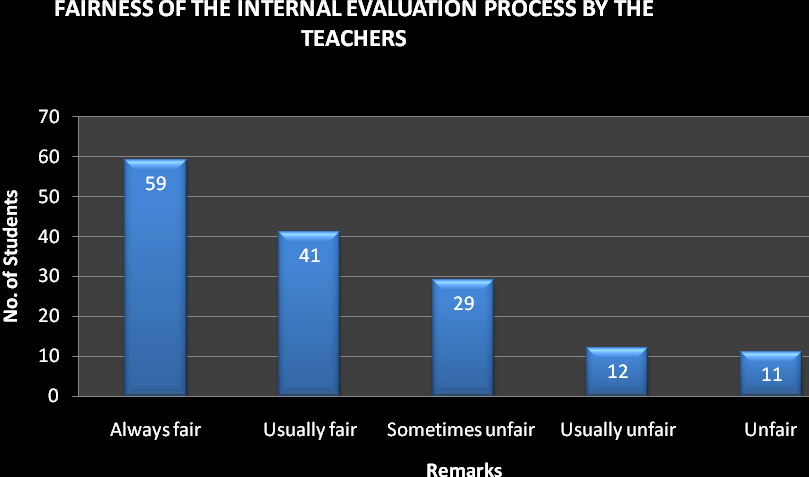 FAIRNESS OF THE INTERNAL EVALUATION PROCESS BY THE
TEACHERS
70
60
50
40
30
20
10
0
No. of Students
59
41
29
12
11
Always fair
Usually fair
Sometimes unfair
Usually unfair
Unfair
Remarks